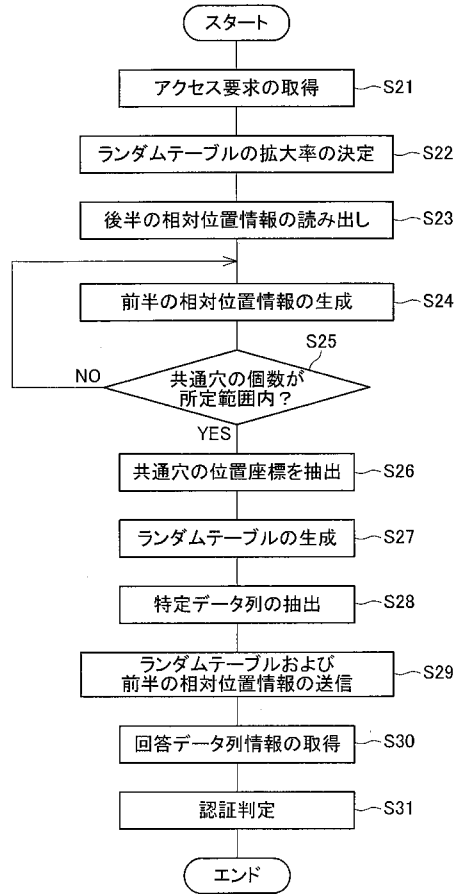 スタート
アクセス要求の取得
S21
ランダムテーブルの拡大率の決定
S22
後半の相対位置情報の読み出し
S23
前半の相対位置情報の生成
S24
S25
共通穴の個数が
所定範囲内?
NO
YES
共通穴の位置座標を抽出
S26
ランダムテーブルの生成
S27
特定データ列の抽出
S28
ランダムテーブルおよび
前半の相対位置情報の送信
S29
回答データ列情報の取得
S30
認証判定
S31
エンド